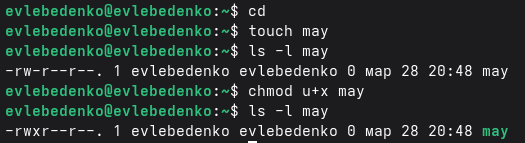 evlebedenko@evlebedenko:~$ cd
evlebedenko@evlebedenko:~$ touch may
evlebedenko@evlebedenko:~$ ls -l may
-rw-r--r--. 1 evlebedenko evlebedenko 0 мар 28 20:48 may
evlebedenko@evlebedenko:~$ chmod u+x may
evlebedenko@evlebedenko:~$ ls -l may
-rwxr--r--. 1 evlebedenko evlebedenko 0 мар 28 20:48 may